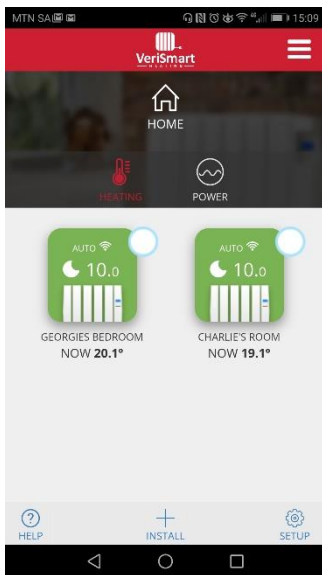 MTN SA 15:09
VeriSmart
HEATING
HOME
HEATING POWER
AUTO AUTO
10.0 10.0
GEORGIES BEDROOM CHARLIE'S ROOM
NOW 20.1° NOW 19.1°
?
HELP INSTALL SETUP